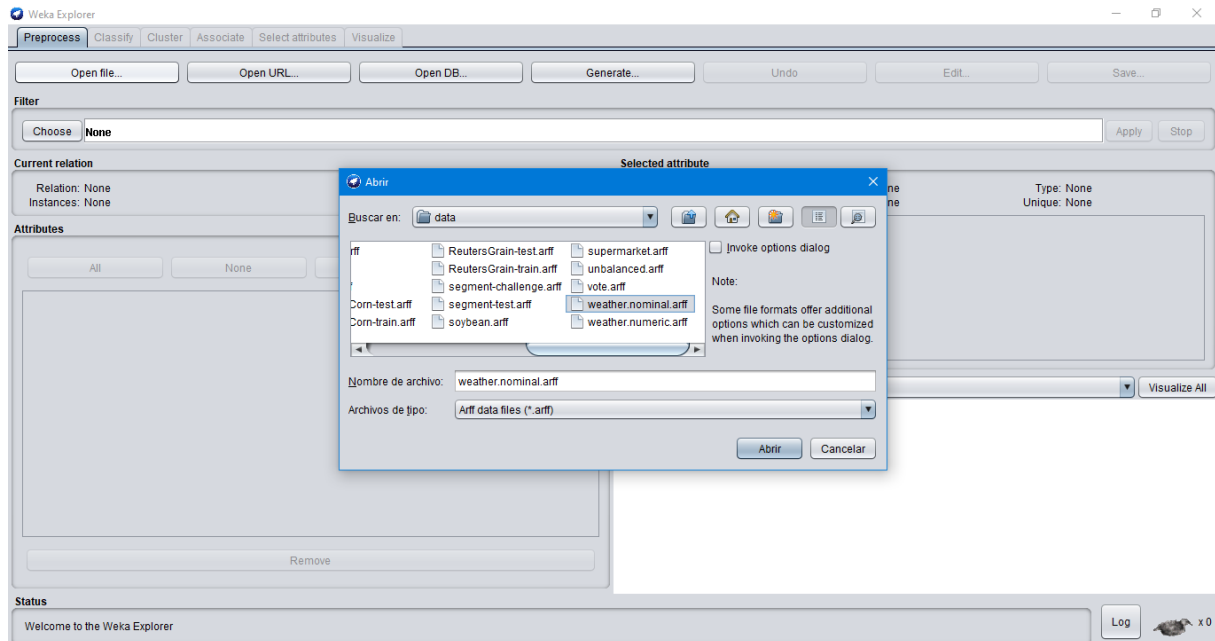 Weka Explorer
Preprocess Classify Cluster Associate Select attributes Visualize
Open file... Open URL... Open DB... Generate... Undo Edit... Save...
Filter
Choose None Apply Stop
Current relation
Relation: None
Instances: None
Attributes
All None
Remove
Selected attribute
ne Type: None
ne Unique: None
Visualize All
Abrir
Buscar en: data
rff ReutersGrain-test.arff supermarket.arff
ReutersGrain-train.arff unbalanced.arff
segment-challenge.arff vote.arff
Corn-test.arff segment-test.arff weather.nominal.arff
Corn-train.arff soybean.arff weather.numeric.arff
Invoke options dialog
Note:
Some file formats offer additional
options which can be customized
when invoking the options dialog.
Nombre de archivo: weather.nominal.arff
Archivos de tipo: Arff data files (*.arff)
Abrir Cancelar
Status
Welcome to the Weka Explorer
Log x 0